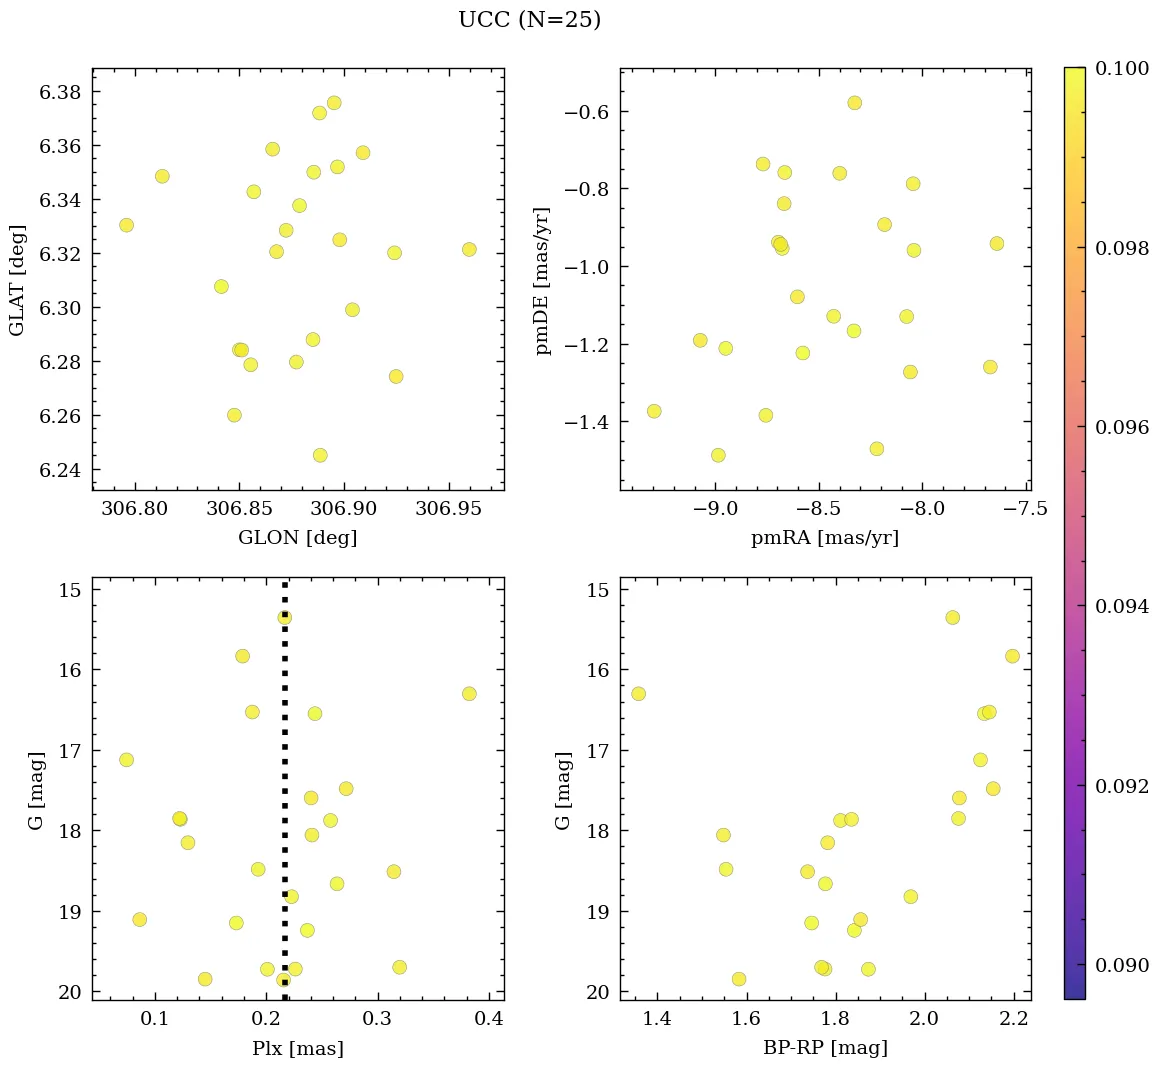 UCC (N=25)
6.38
6.36
6.34
6.32
6.30
6.28
6.26
6.24
GLAT [deg]
306.80 306.85 306.90 306.95
GLON [deg]
−0.6
−0.8
−1.0
−1.2
−1.4
pmDE [mas/yr]
−9.0 −8.5 −8.0 −7.5
pmRA [mas/yr]
0.100
0.098
0.096
0.094
0.092
0.090
15
16
17
18
19
20
G [mag]
0.1 0.2 0.3 0.4
Plx [mas]
15
16
17
18
19
20
G [mag]
1.4 1.6 1.8 2.0 2.2
BP-RP [mag]